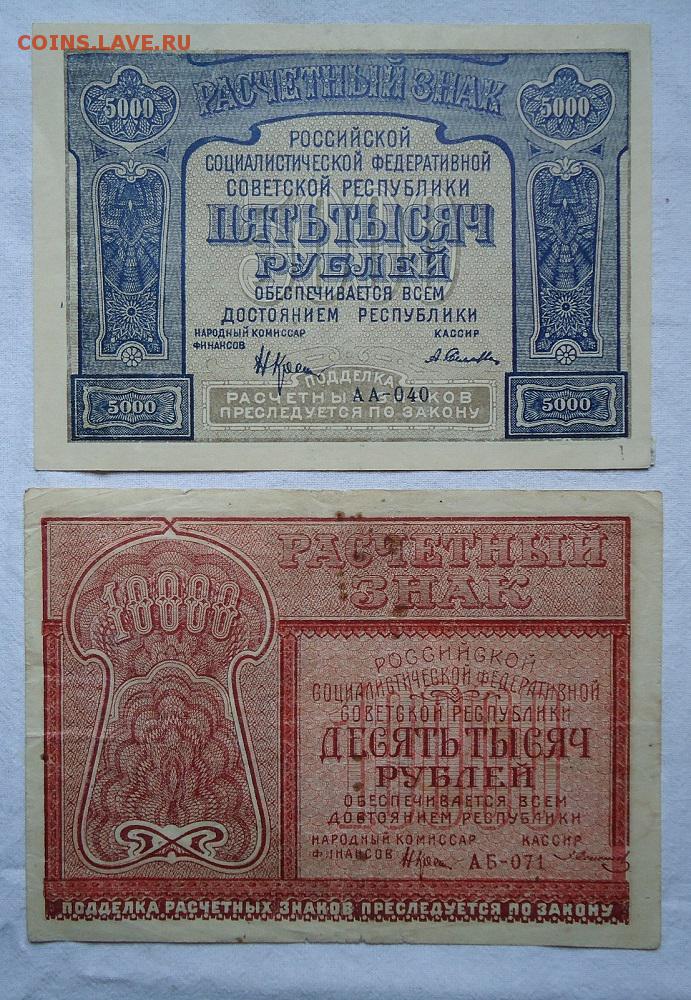 COINS.LAVE.RU
5000 РАСЧЕТНЫЙ ЗНАК 5000
РОССИЙСКОЙ
СОЦИАЛИСТИЧЕСКОЙ ФЕДЕРАТИВНОЙ
СОВЕТСКОЙ РЕСПУБЛИКИ
5000
ПЯТЬ ТЫСЯЧ
РУБЛЕЙ
ОБЕСПЕЧИВАЕТСЯ ВСЕМ
ДОСТОЯНИЕМ РЕСПУБЛИКИ
НАРОДНЫЙ КОМИССАР КАССИР
ФИНАНСОВ
ПОДДЕЛКА
АА-040
5000 РАСЧЕТНЫХ ЗНАКОВ 5000
ПРЕСЛЕДУЕТСЯ ПО ЗАКОНУ
РАСЧЕТНЫЙ
ЗНАК
10000
РОССИЙСКОЙ
СОЦИАЛИСТИЧЕСКОЙ ФЕДЕРАТИВНОЙ
СОВЕТСКОЙ РЕСПУБЛИКИ
ДЕСЯТЬ ТЫСЯЧ
РУБЛЕЙ
ОБЕСПЕЧИВАЕТСЯ ВСЕМ
ДОСТОЯНИЕМ РЕСПУБЛИКИ
НАРОДНЫЙ КОМИССАР КАССИР
ФИНАНСОВ АБ-071
ПОДДЕЛКА РАСЧЕТНЫХ ЗНАКОВ ПРЕСЛЕДУЕТСЯ ПО ЗАКОНУ